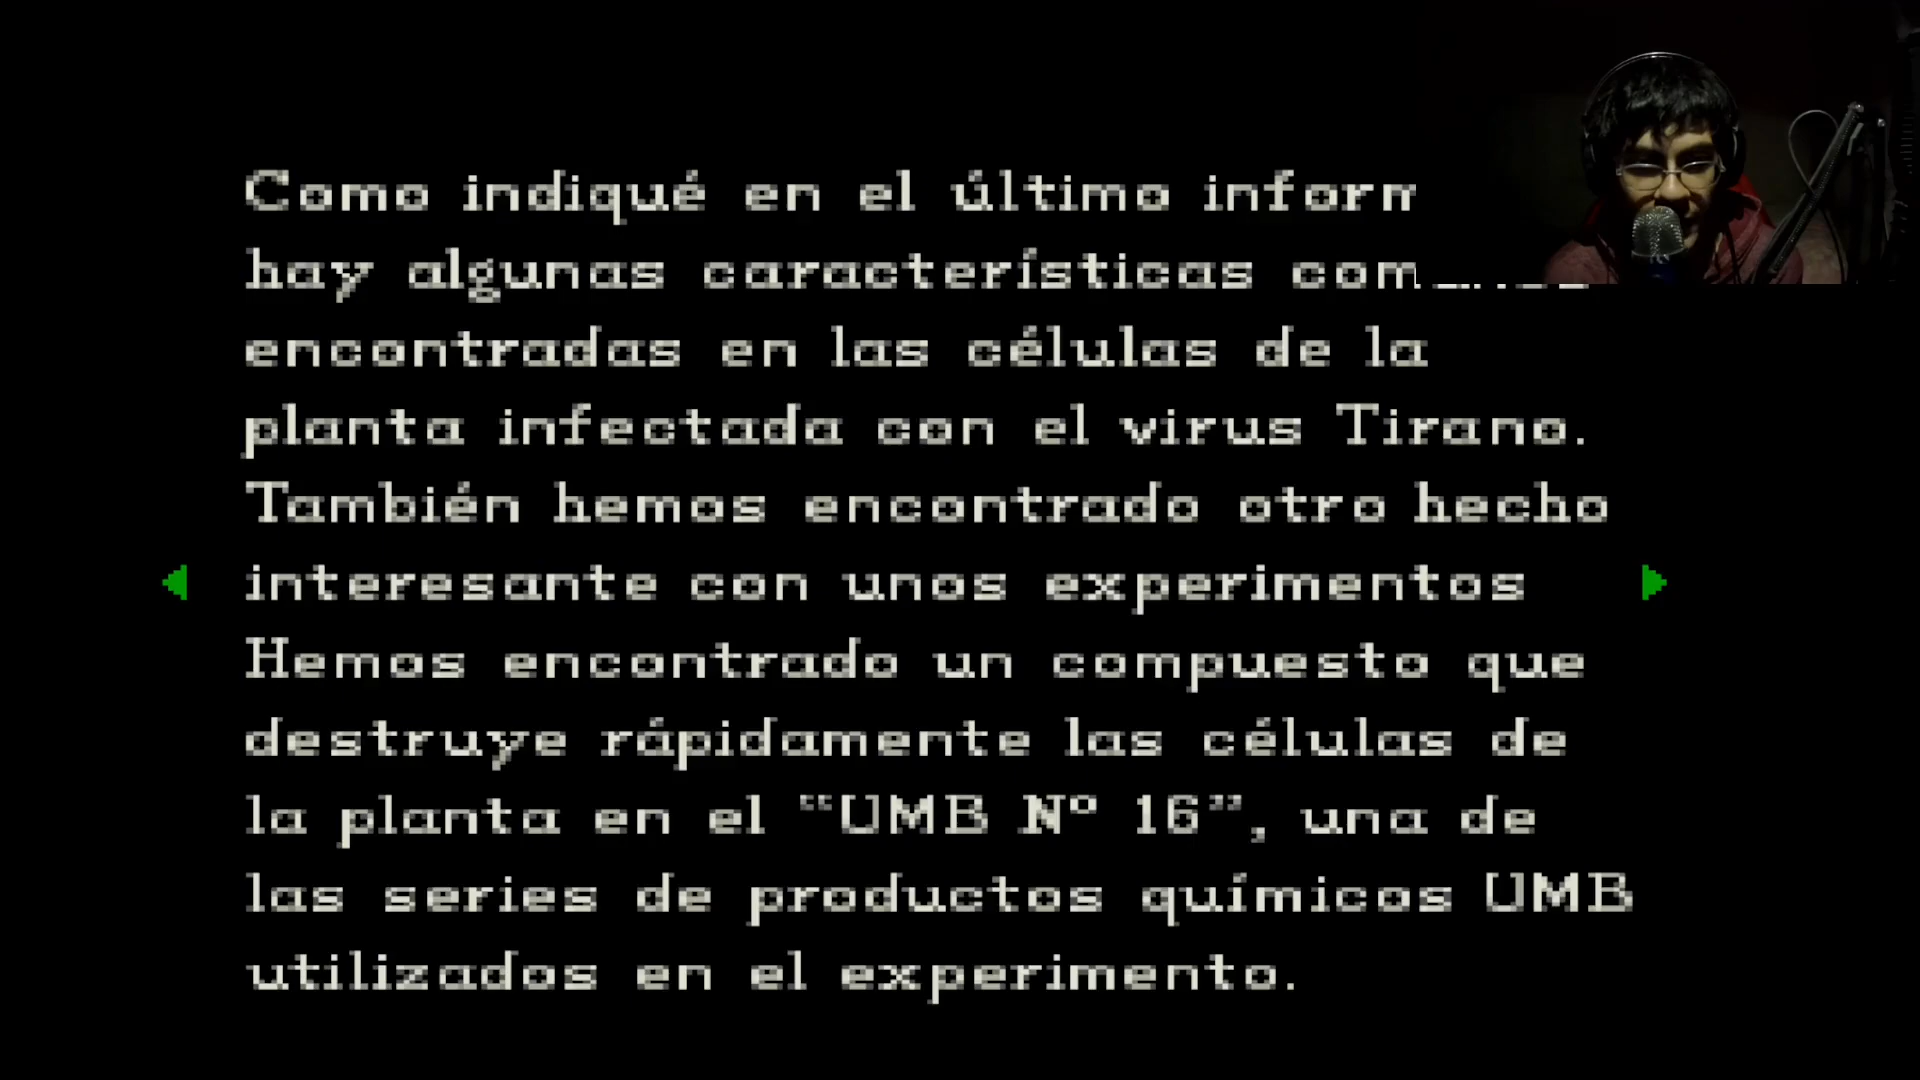 Como indiqué en el último
hay algunas características
encontradas en las células de la
planta infectada con el virus Tirano.
También hemos encontrado otro hecho
interesante con unos experimentos
Hemos encontrado un compuesto que
destruye rápidamente las células de
la planta en el “UMB Nº 16”, una de
las series de productos químicos UMB
utilizados en el experimento.